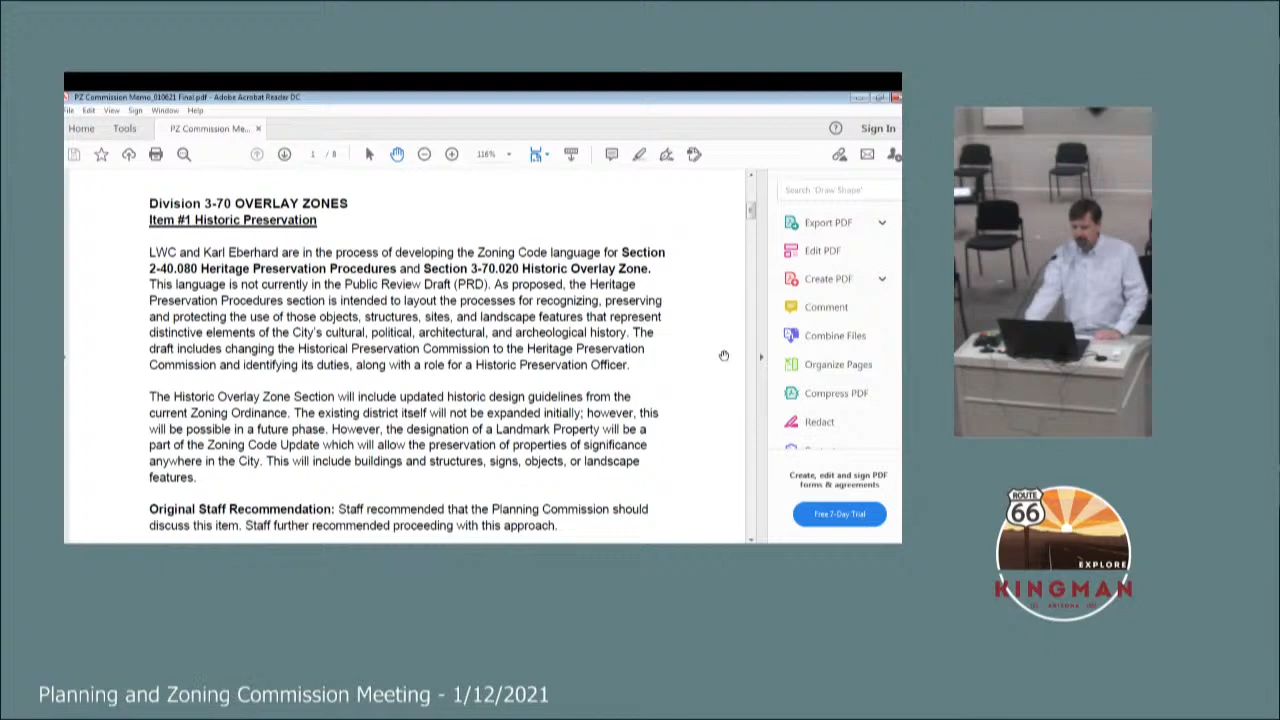 PZ Commission Memo_010621 Final.pdf - Adobe Acrobat Reader DC
File Edit View Sign Window Help
Home Tools PZ Commission Me... × Sign In
1 / 8 116%
Division 3-70 OVERLAY ZONES
Item #1 Historic Preservation
LWC and Karl Eberhard are in the process of developing the Zoning Code language for Section
2-40.080 Heritage Preservation Procedures and Section 3-70.020 Historic Overlay Zone.
This language is not currently in the Public Review Draft (PRD). As proposed, the Heritage
Preservation Procedures section is intended to layout the processes for recognizing, preserving
and protecting the use of those objects, structures, sites, and landscape features that represent
distinctive elements of the City's cultural, political, architectural, and archeological history. The
draft includes changing the Historical Preservation Commission to the Heritage Preservation
Commission and identifying its duties, along with a role for a Historic Preservation Officer.
The Historic Overlay Zone Section will include updated historic design guidelines from the
current Zoning Ordinance. The existing district itself will not be expanded initially; however, this
will be possible in a future phase. However, the designation of a Landmark Property will be a
part of the Zoning Code Update which will allow the preservation of properties of significance
anywhere in the City. This will include buildings and structures, signs, objects, or landscape
features.
Original Staff Recommendation: Staff recommended that the Planning Commission should
discuss this item. Staff further recommended proceeding with this approach.
Search 'Draw Shape'
Export PDF
Edit PDF
Create PDF
Comment
Combine Files
Organize Pages
Compress PDF
Redact
Create, edit and sign PDF
forms & agreements
Free 7-Day Trial
ROUTE
66
EXPLORE
KINGMAN
ARIZONA
Planning and Zoning Commission Meeting - 1/12/2021